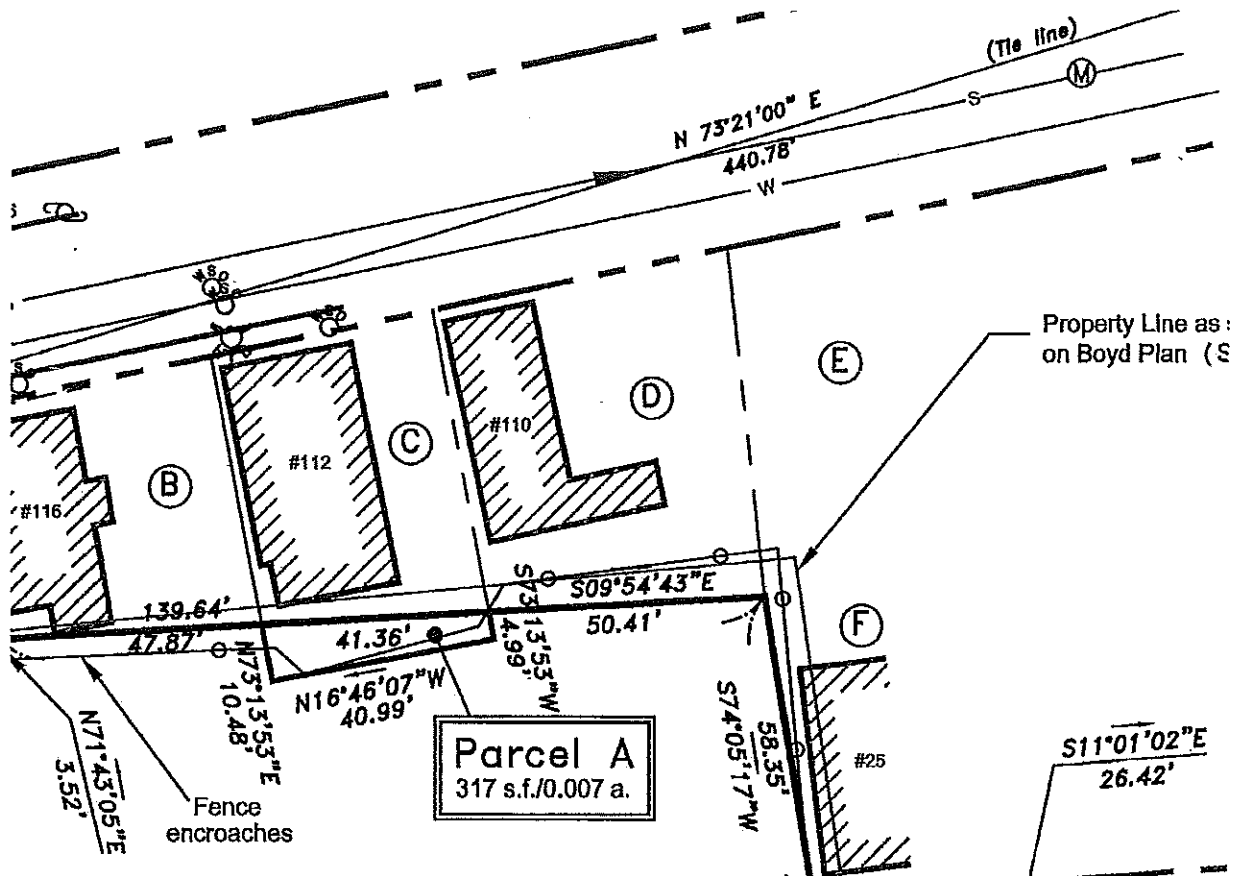 (Tie line)
M
S
N 73°21'00" E
440.78'
W
S
S
S
S
S
S
Property Line as
on Boyd Plan (S
E
D
#110
C
#112
B
#116
S09°54'43"E
50.41'
139.64'
47.87'
41.36'
F
S73°13'53"W
4.99'
N16°46'07"W
40.99'
N73°13'53"E
10.48'
N71°43'05"E
3.52'
Fence
encroaches
Parcel A
317 s.f./0.007 a.
58.35'
S74°05'17"W
#25
S11°01'02"E
26.42'